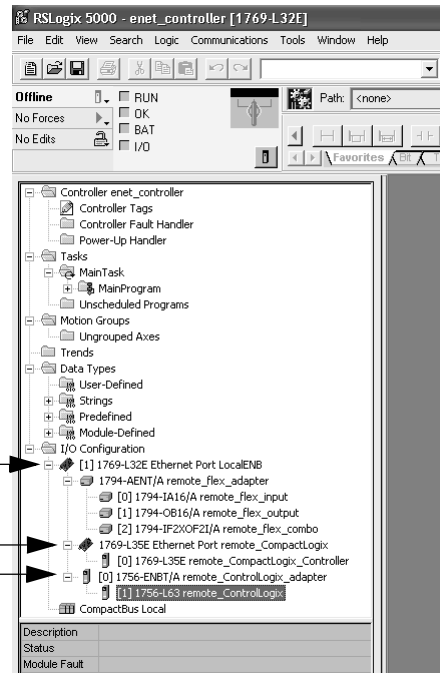 RSLogix 5000 - enet_controller [1769-L32E]
File Edit View Search Logic Communications Tools Window Help
Offline RUN Path: <none>
No Forces OK
BAT
No Edits I/O
Favorites Bit T
Controller enet_controller
Controller Tags
Controller Fault Handler
Power-Up Handler
Tasks
MainTask
MainProgram
Unscheduled Programs
Motion Groups
Ungrouped Axes
Trends
Data Types
User-Defined
Strings
Predefined
Module-Defined
I/O Configuration
[1] 1769-L32E Ethernet Port LocalENB
1794-AENT/A remote_flex_adapter
[0] 1794-IA16/A remote_flex_input
[1] 1794-OB16/A remote_flex_output
[2] 1794-IF2XOF2I/A remote_flex_combo
1769-L35E Ethernet Port remote_CompactLogix
[0] 1769-L35E remote_CompactLogix_Controller
[0] 1756-ENBT/A remote_ControlLogix_adapter
[1] 1756-L63 remote_ControlLogix
CompactBus Local
Description
Status
Module Fault